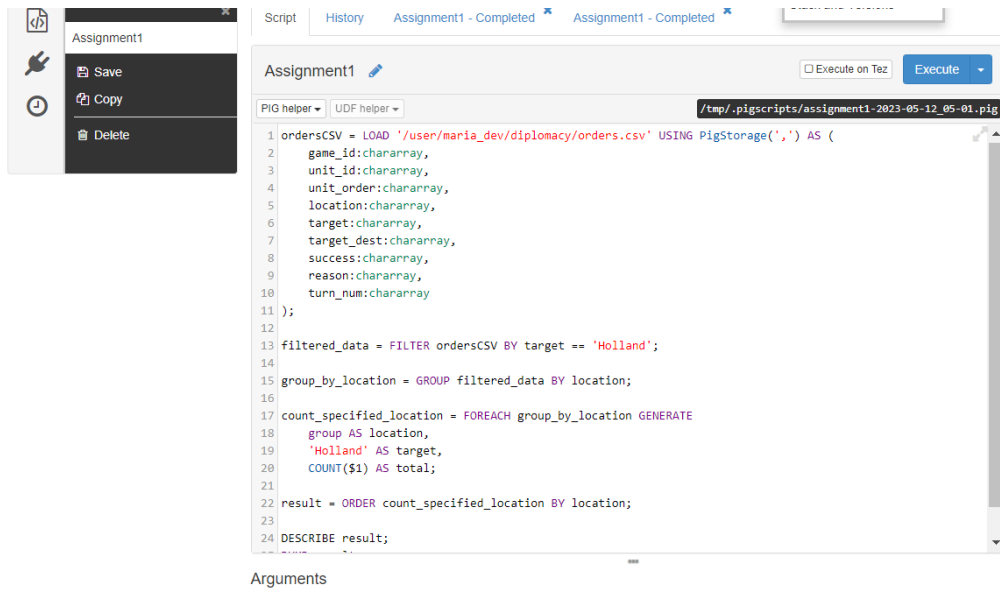 Script History Assignment1 - Completed × Assignment1 - Completed ×
Assignment1
Save
Copy
Delete
Assignment1
Execute on Tez
Execute
PIG helper
UDF helper
/tmp/.pigscripts/assignment1-2023-05-12_05-01.pig
1 ordersCSV = LOAD '/user/maria_dev/diplomacy/orders.csv' USING PigStorage(',') AS (
2 game_id:chararray,
3 unit_id:chararray,
4 unit_order:chararray,
5 location:chararray,
6 target:chararray,
7 target_dest:chararray,
8 success:chararray,
9 reason:chararray,
10 turn_num:chararray
11 );
12
13 filtered_data = FILTER ordersCSV BY target == 'Holland';
14
15 group_by_location = GROUP filtered_data BY location;
16
17 count_specified_location = FOREACH group_by_location GENERATE
18 group AS location,
19 'Holland' AS target,
20 COUNT($1) AS total;
21
22 result = ORDER count_specified_location BY location;
23
24 DESCRIBE result;
Arguments